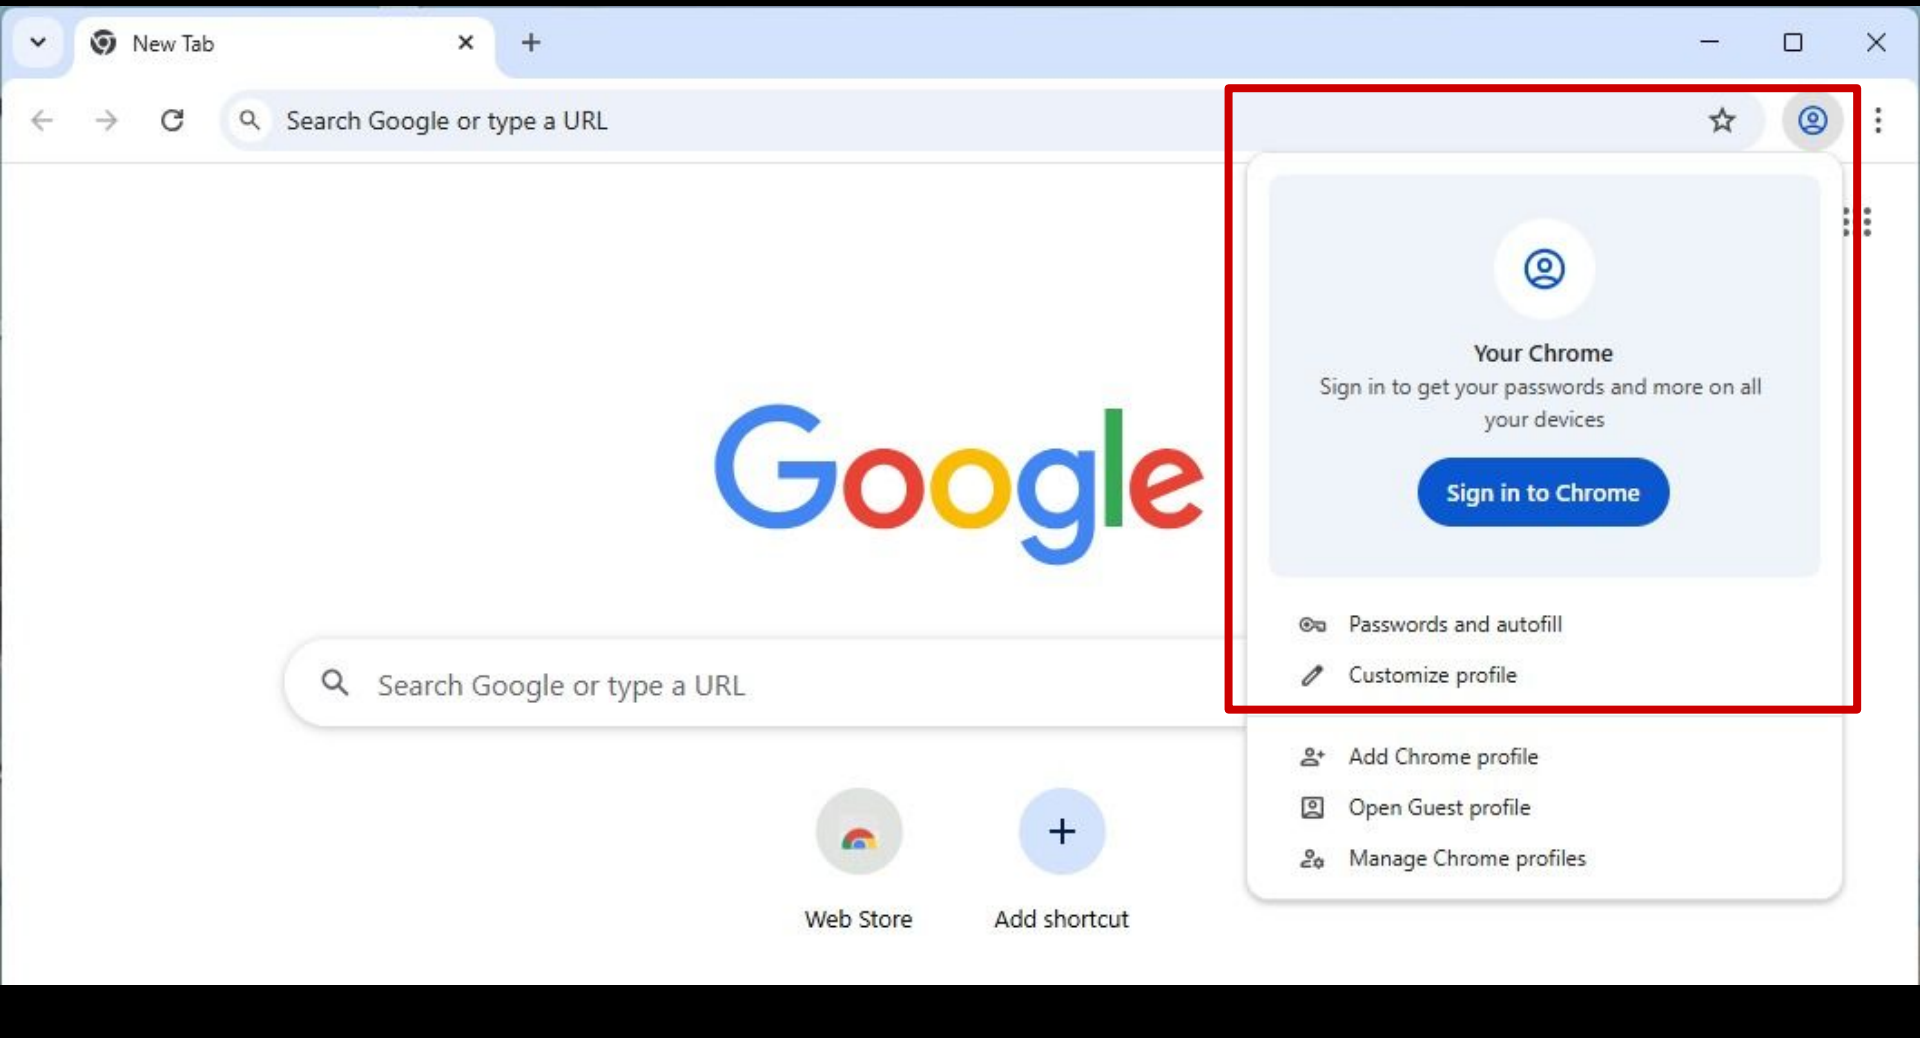 New Tab
Search Google or type a URL
Your Chrome
Sign in to get your passwords and more on all
your devices
Sign in to Chrome
Passwords and autofill
Customize profile
Add Chrome profile
Open Guest profile
Manage Chrome profiles
Google
Search Google or type a URL
Web Store
Add shortcut